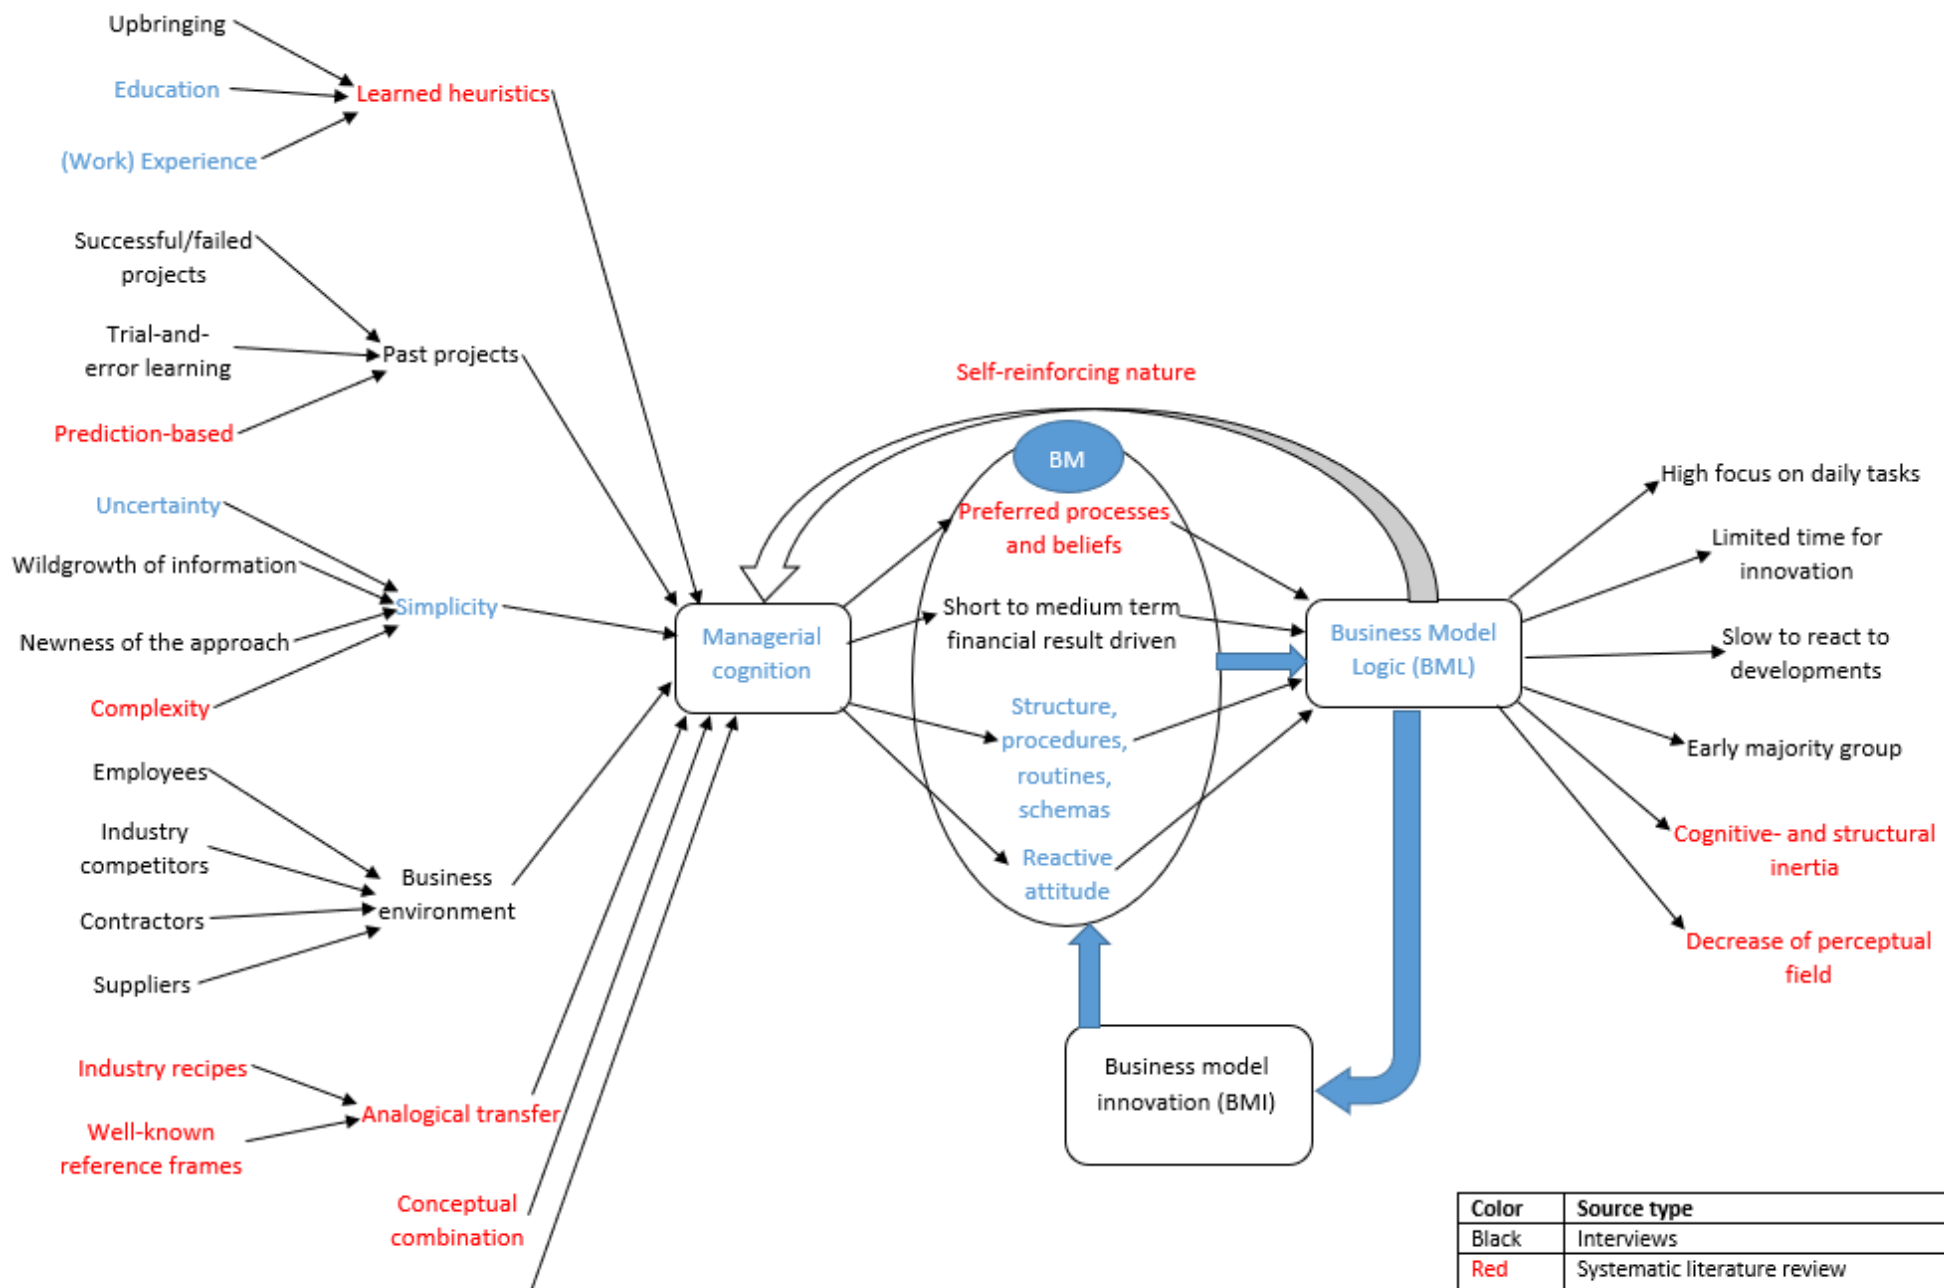 Upbringing
Education
(Work) Experience
Learned heuristics
Successful/failed
projects
Trial-and-
error learning
Prediction-based
Past projects
Uncertainty
Wildgrowth of information
Newness of the approach
Complexity
Simplicity
Employees
Industry
competitors
Contractors
Suppliers
Business
environment
Industry recipes
Well-known
reference frames
Analogical transfer
Conceptual
combination
Managerial
cognition
Self-reinforcing nature
BM
Preferred processes
and beliefs
Short to medium term
financial result driven
Structure,
procedures,
routines,
schemas
Reactive
attitude
Business Model
Logic (BML)
Business model
innovation (BMI)
High focus on daily tasks
Limited time for
innovation
Slow to react to
developments
Early majority group
Cognitive- and structural
inertia
Decrease of perceptual
field
Color Source type
Black Interviews
Red Systematic literature review